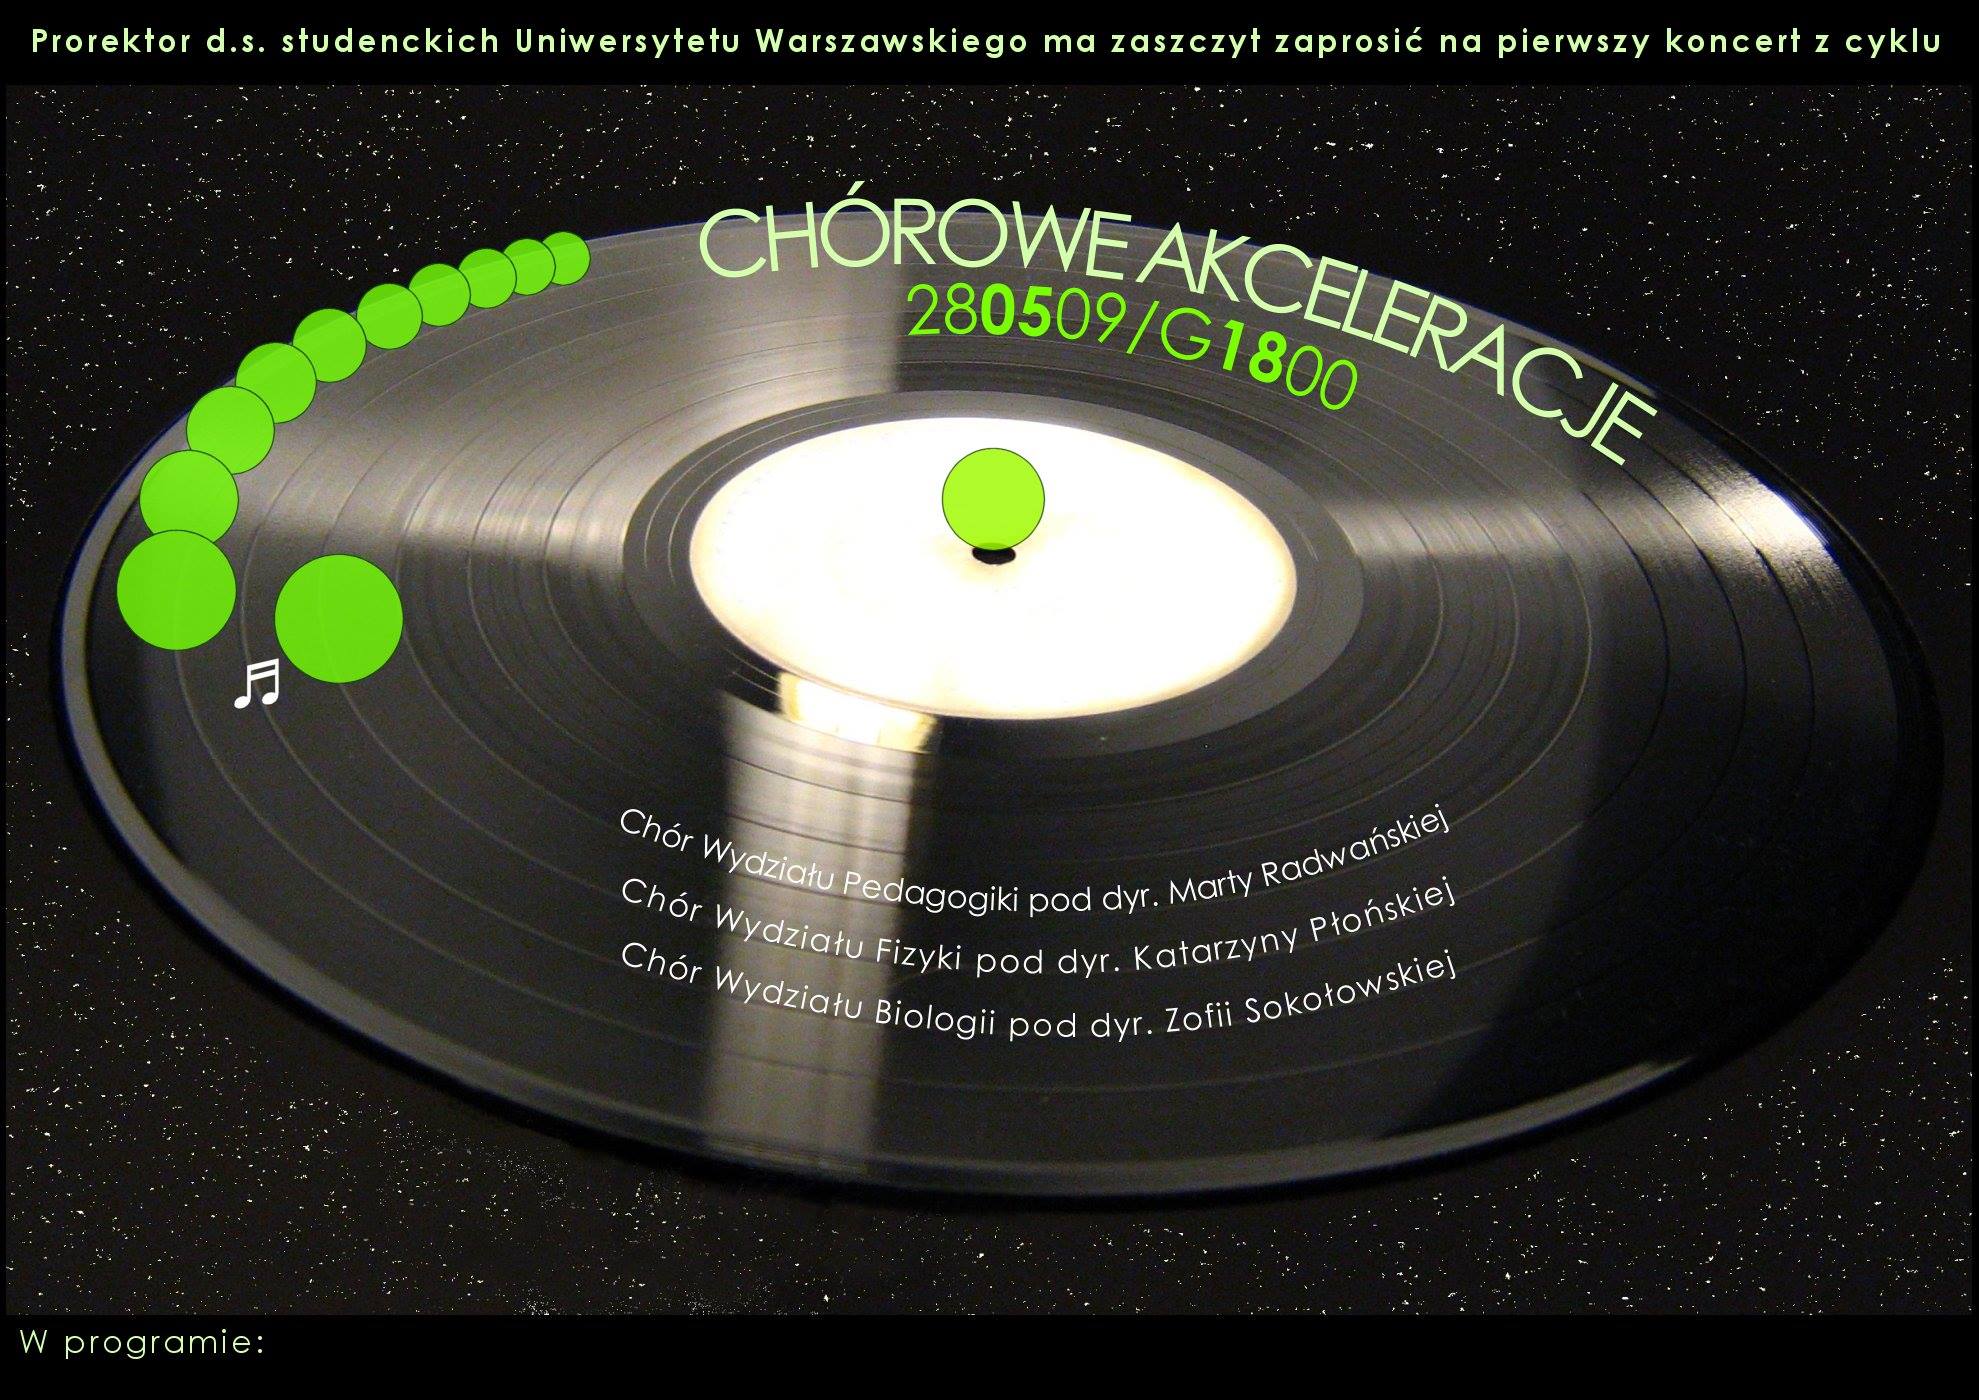 Prorektor d.s. studenckich Uniwersytetu Warszawskiego ma zaszczyt zaprosić na pierwszy koncert z cyklu
CHÓROWE AKCELERACJE
280509/G1800
Chór Wydziału Pedagogiki pod dyr. Marty Radwańskiej
Chór Wydziału Fizyki pod dyr. Katarzyny Płońskiej
Chór Wydziału Biologii pod dyr. Zofii Sokołowskiej
W programie: